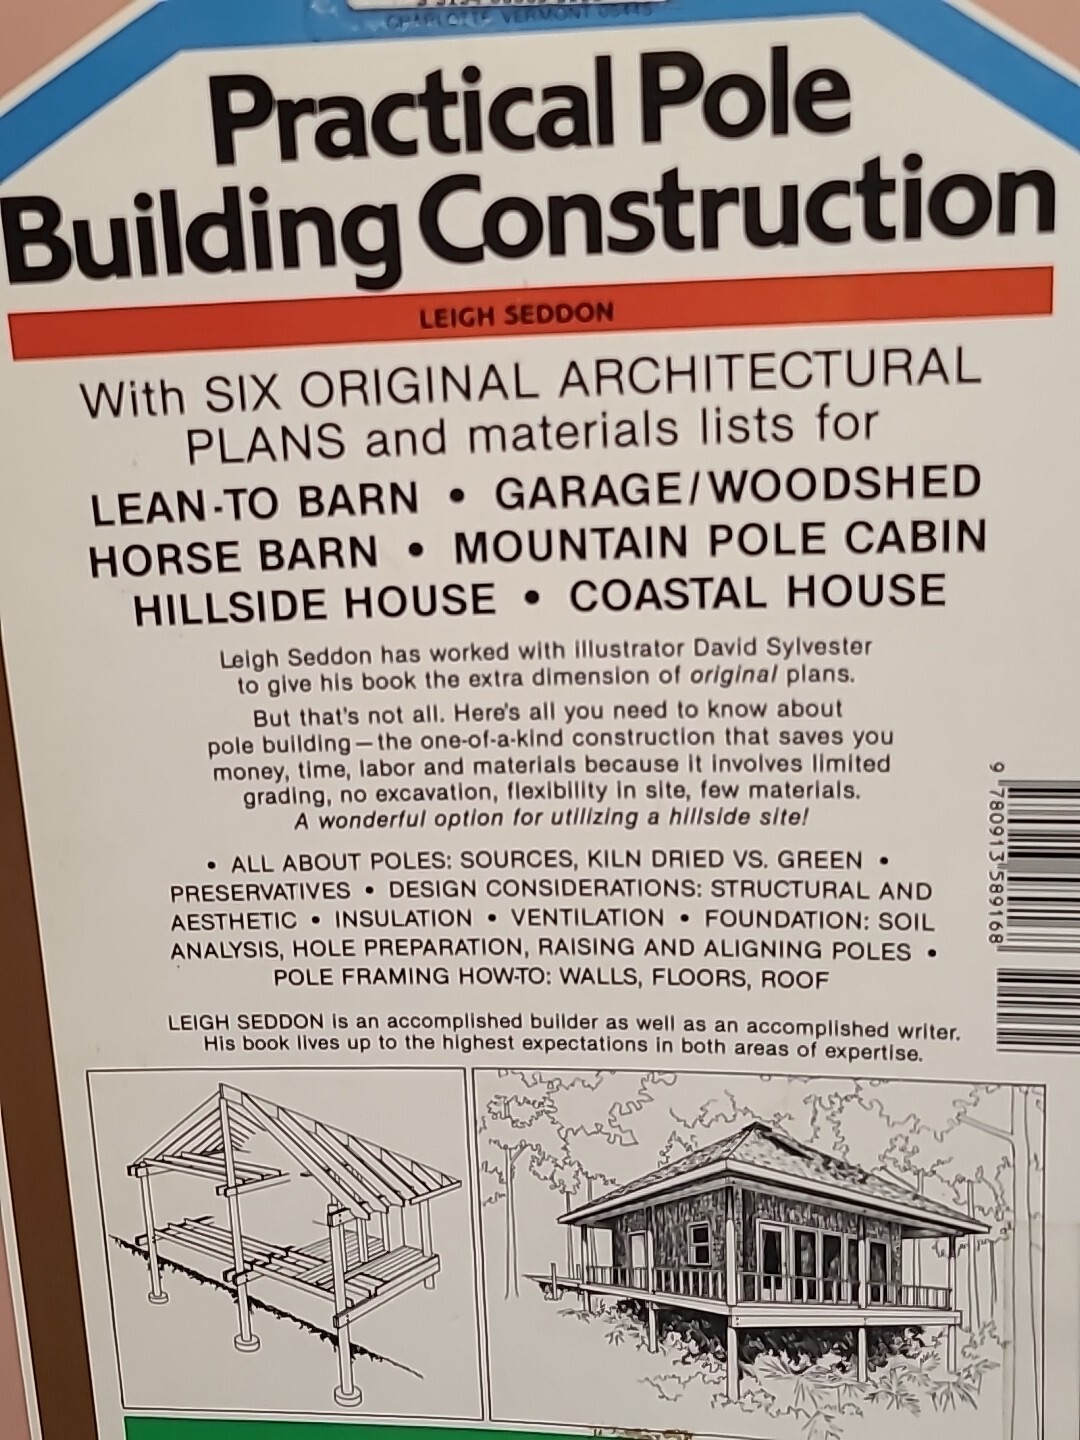 CHARLOTTE VERMONT 05445
Practical Pole
Building Construction
LEIGH SEDDON
With SIX ORIGINAL ARCHITECTURAL
PLANS and materials lists for
LEAN-TO BARN • GARAGE/WOODSHED
HORSE BARN • MOUNTAIN POLE CABIN
HILLSIDE HOUSE • COASTAL HOUSE
Leigh Seddon has worked with illustrator David Sylvester
to give his book the extra dimension of original plans.
But that's not all. Here's all you need to know about
pole building—the one-of-a-kind construction that saves you
money, time, labor and materials because it involves limited
grading, no excavation, flexibility in site, few materials.
A wonderful option for utilizing a hillside site!
• ALL ABOUT POLES: SOURCES, KILN DRIED VS. GREEN •
PRESERVATIVES • DESIGN CONSIDERATIONS: STRUCTURAL AND
AESTHETIC • INSULATION • VENTILATION • FOUNDATION: SOIL
ANALYSIS, HOLE PREPARATION, RAISING AND ALIGNING POLES •
POLE FRAMING HOW-TO: WALLS, FLOORS, ROOF
LEIGH SEDDON is an accomplished builder as well as an accomplished writer.
His book lives up to the highest expectations in both areas of expertise.
9 780913 589168